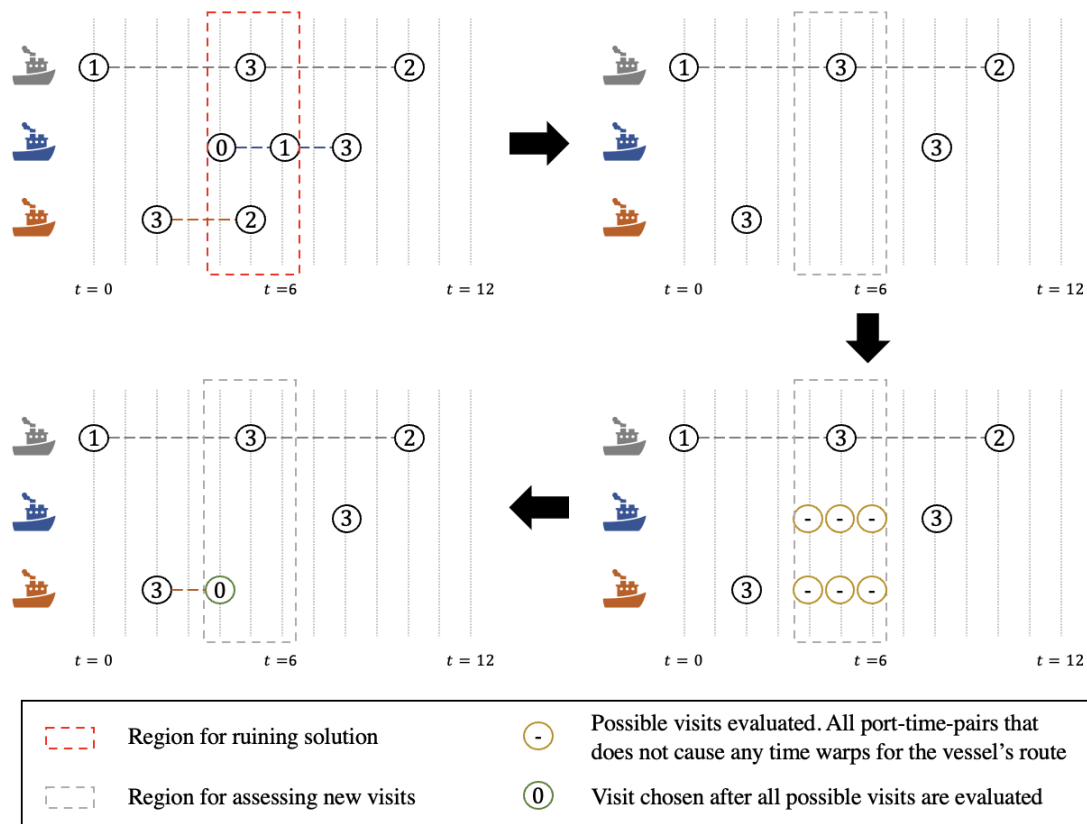 1 3 2
0 1 3
3 2
t = 0 t =6 t = 12
1 3 2
3
3
t = 0 t =6 t = 12
1 3 2
3
3 0
t = 0 t =6 t = 12
1 3 2
- - - 3
3 - - -
t = 0 t =6 t = 12
Region for ruining solution
Region for assessing new visits
- Possible visits evaluated. All port-time-pairs that
does not cause any time warps for the vessel's route
0 Visit chosen after all possible visits are evaluated